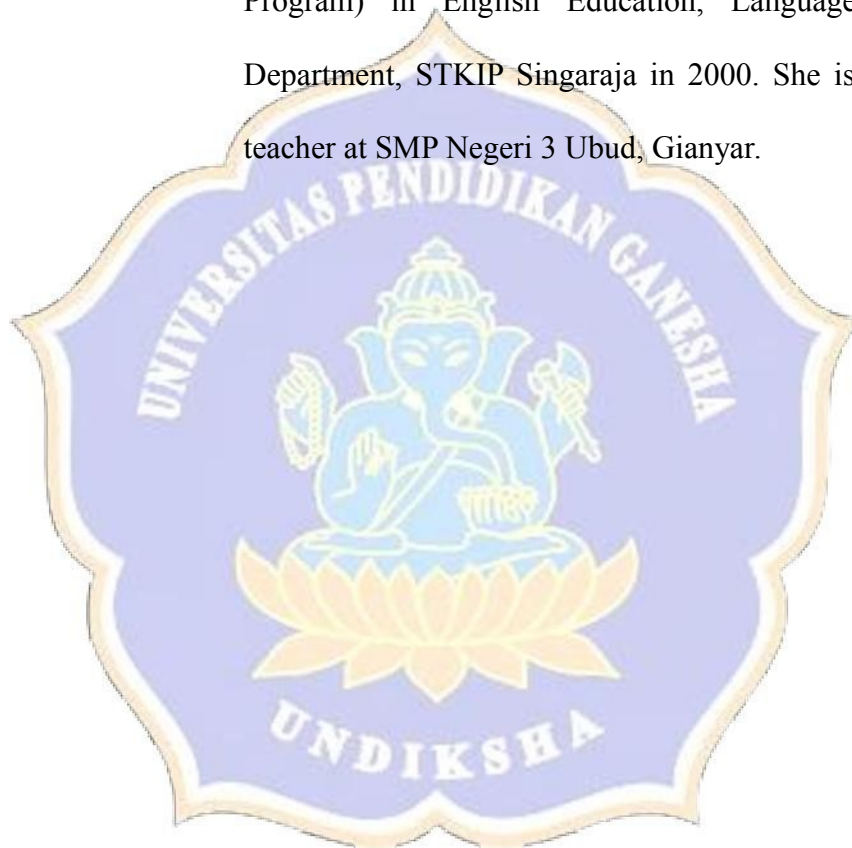 Program) in English Education, Language
Department, STKIP Singaraja in 2000. She is
teacher at SMP Negeri 3 Ubud, Gianyar.
UNIVERSITAS PENDIDIKAN GANESHA
UNDIKSHA